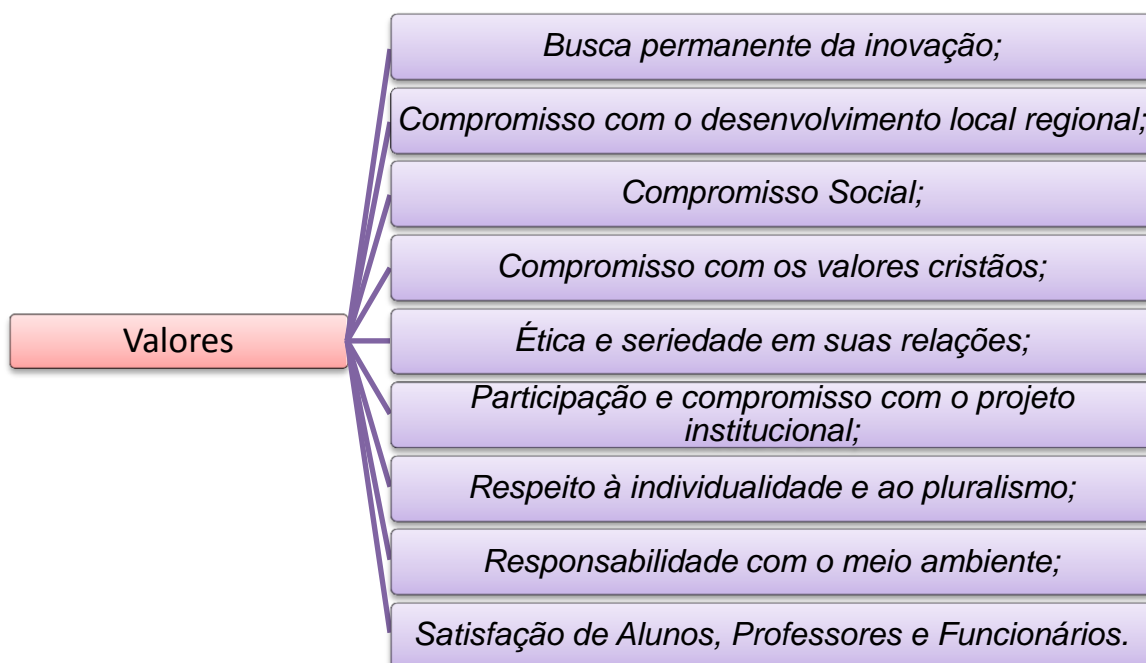 Busca permanente da inovação;
Compromisso com o desenvolvimento local regional;
Compromisso Social;
Compromisso com os valores cristãos;
Valores
Ética e seriedade em suas relações;
Participação e compromisso com o projeto
institucional;
Respeito à individualidade e ao pluralismo;
Responsabilidade com o meio ambiente;
Satisfação de Alunos, Professores e Funcionários.